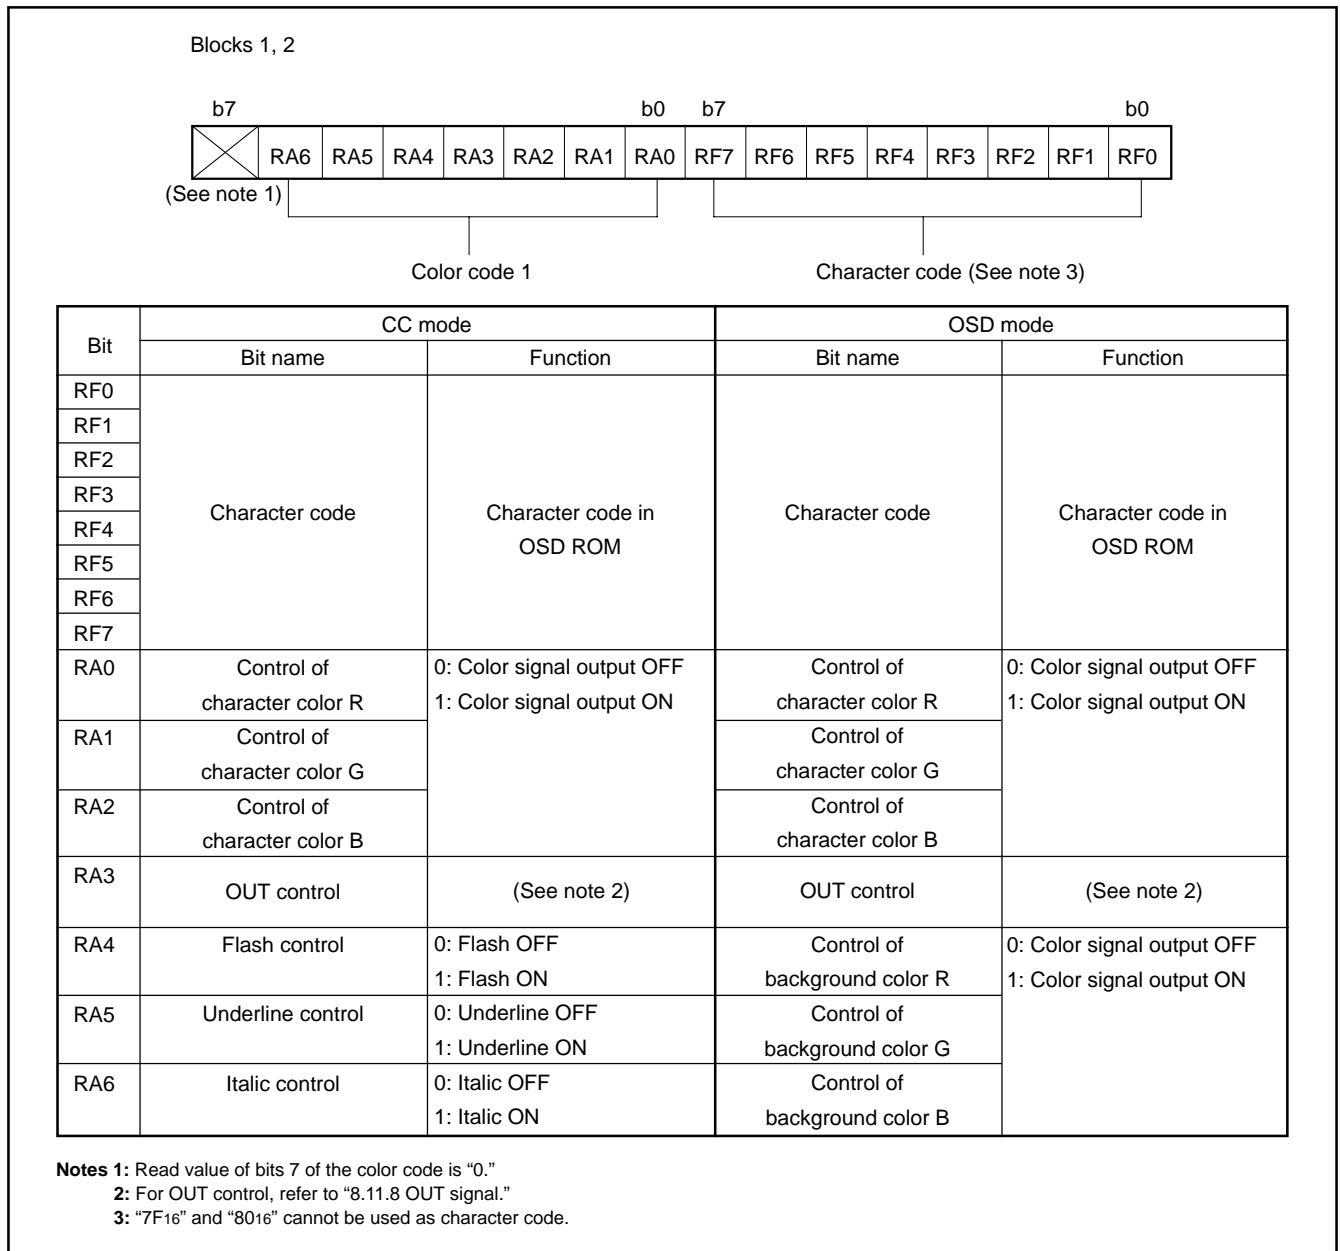 Blocks 1, 2
b7 b0 b7 b0
RA6 RA5 RA4 RA3 RA2 RA1 RA0 RF7 RF6 RF5 RF4 RF3 RF2 RF1 RF0
(See note 1)
Color code 1 Character code (See note 3)
Bit CC mode OSD mode
Bit name Function Bit name Function
RF0
RF1
RF2
RF3
RF4
RF5
RF6
RF7
Character code
Character code in
OSD ROM
Character code
Character code in
OSD ROM
RA0 Control of 0: Color signal output OFF Control of 0: Color signal output OFF
character color R 1: Color signal output ON character color R 1: Color signal output ON
RA1 Control of Control of
character color G character color G
RA2 Control of Control of
character color B character color B
RA3 OUT control (See note 2) OUT control (See note 2)
RA4 Flash control 0: Flash OFF Control of 0: Color signal output OFF
1: Flash ON background color R 1: Color signal output ON
RA5 Underline control 0: Underline OFF Control of
1: Underline ON background color G
RA6 Italic control 0: Italic OFF Control of
1: Italic ON background color B
Notes 1: Read value of bits 7 of the color code is “0.”
2: For OUT control, refer to “8.11.8 OUT signal.”
3: “7F16” and “8016” cannot be used as character code.